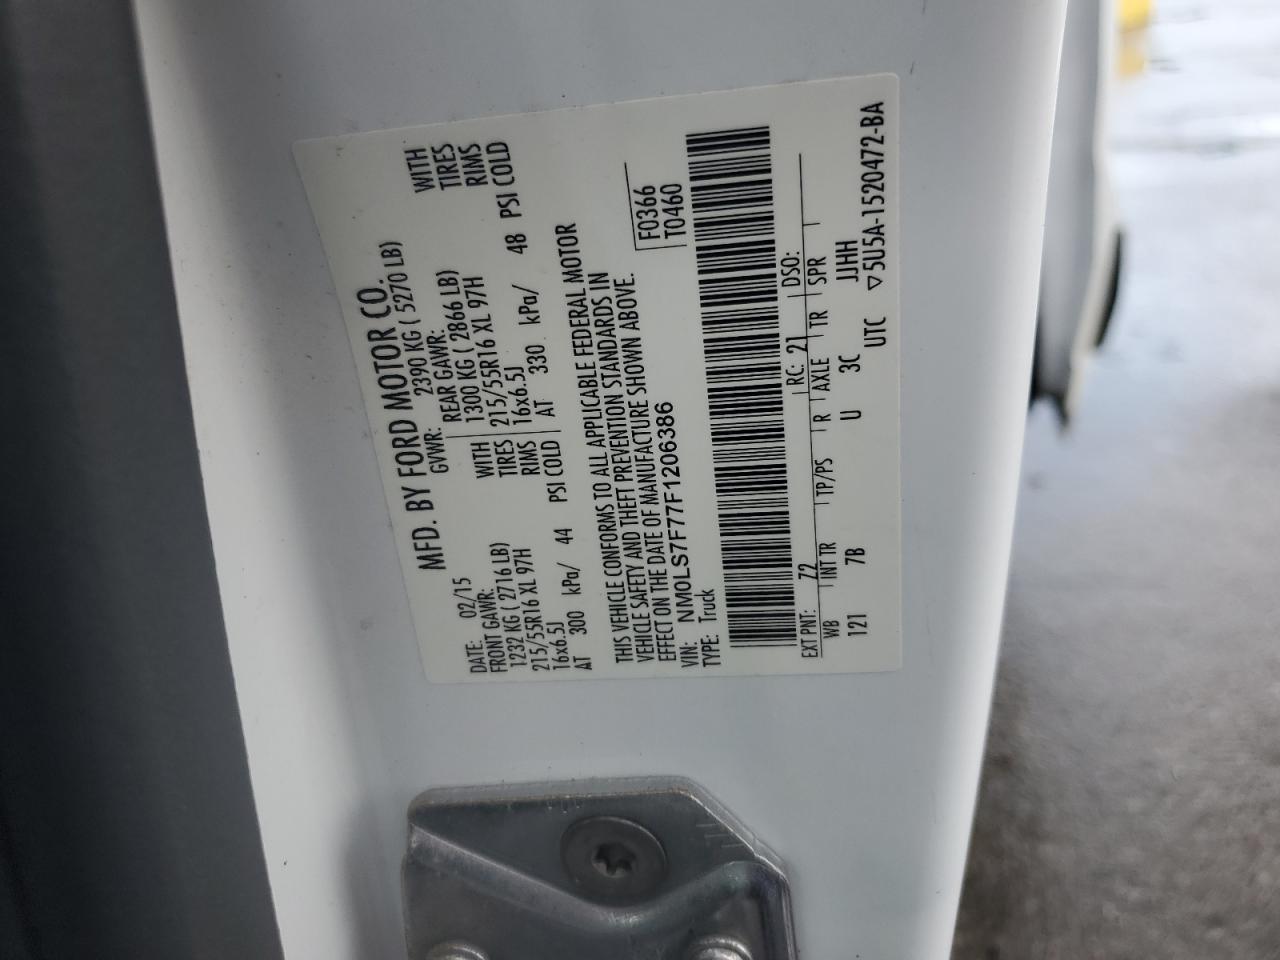 MFD. BY FORD MOTOR CO.
DATE: 02/15 GVWR: 2390 KG ( 5270 LB)
FRONT GAWR: REAR GAWR:
1232 KG ( 2716 LB) WITH 1300 KG ( 2866 LB) WITH
215/55R16 XL 97H TIRES 215/55R16 XL 97H TIRES
16x6.5J RIMS 16x6.5J RIMS
AT 300 kPa/ 44 PSI COLD AT 330 kPa/ 48 PSI COLD
THIS VEHICLE CONFORMS TO ALL APPLICABLE FEDERAL MOTOR
VEHICLE SAFETY AND THEFT PREVENTION STANDARDS IN
EFFECT ON THE DATE OF MANUFACTURE SHOWN ABOVE.
VIN: NM0LS7F77F1206386 F0366
TYPE: Truck T0460
EXT PNT: Z2 RC: 21 DSO:
WB INT TR TP/PS R AXLE TR SPR
121 7B U 3C JJHH
UTC ▽5U5A-1520472-BA